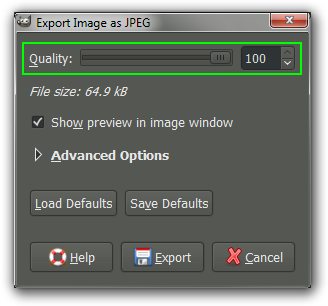 Export Image as JPEG
Quality: 100
File size: 64.9 kB
Show preview in image window
Advanced Options
Load Defaults Save Defaults
Help Export Cancel